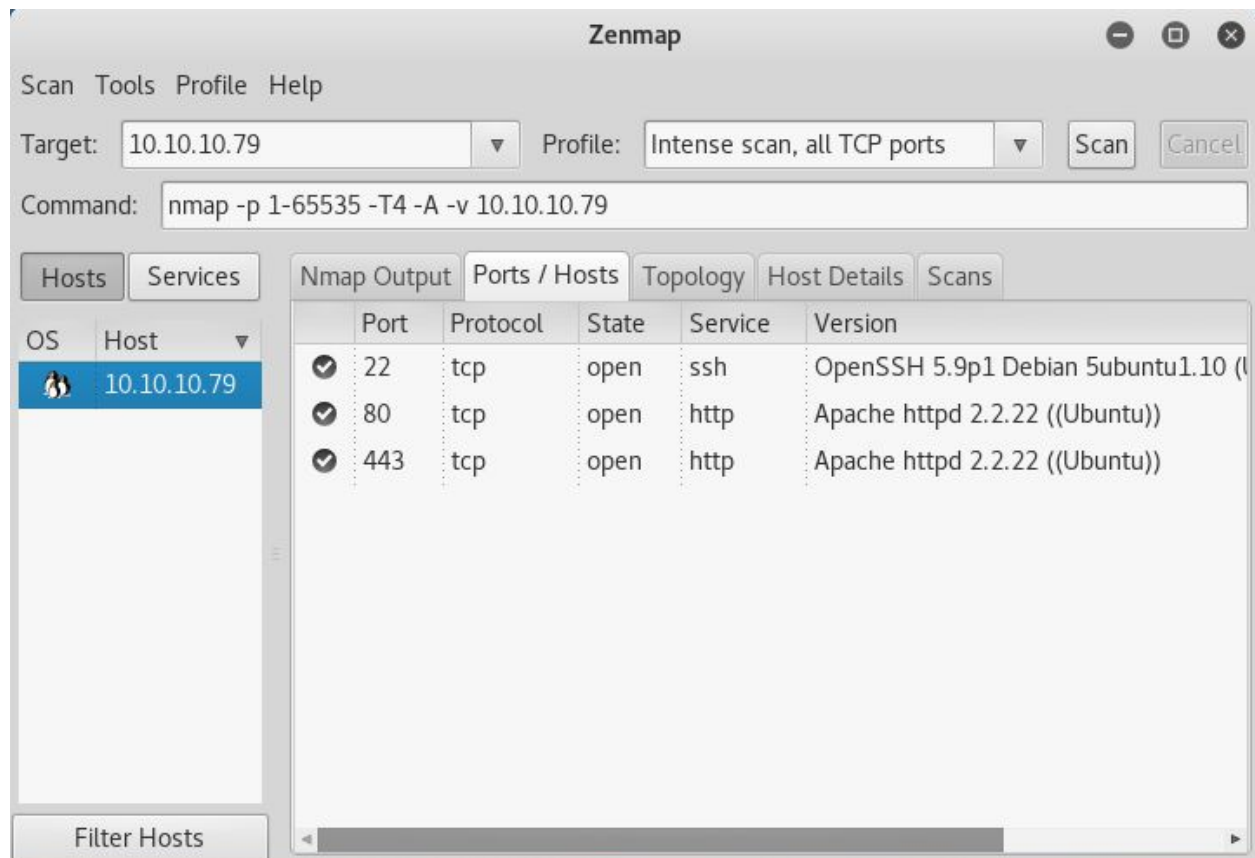 Zenmap
Scan Tools Profile Help
Target: 10.10.10.79 Profile: Intense scan, all TCP ports Scan Cancel
Command: nmap -p 1-65535 -T4 -A -v 10.10.10.79
Hosts Services Nmap Output Ports / Hosts Topology Host Details Scans
OS Host Port Protocol State Service Version
10.10.10.79
22 tcp open ssh OpenSSH 5.9p1 Debian 5ubuntu1.10
80 tcp open http Apache httpd 2.2.22 ((Ubuntu))
443 tcp open http Apache httpd 2.2.22 ((Ubuntu))
Filter Hosts